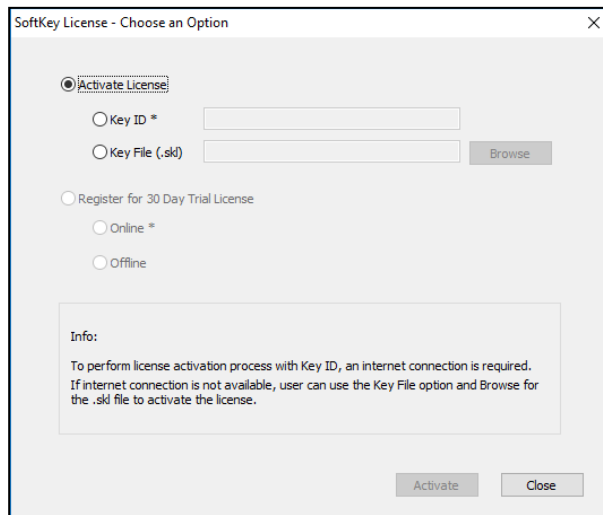 SoftKey License - Choose an Option
Activate License
Key ID *
Key File (.skl)
Browse
Register for 30 Day Trial License
Online *
Offline
Info:
To perform license activation process with Key ID, an internet connection is required.
If internet connection is not available, user can use the Key File option and Browse for
the .skl file to activate the license.
Activate
Close